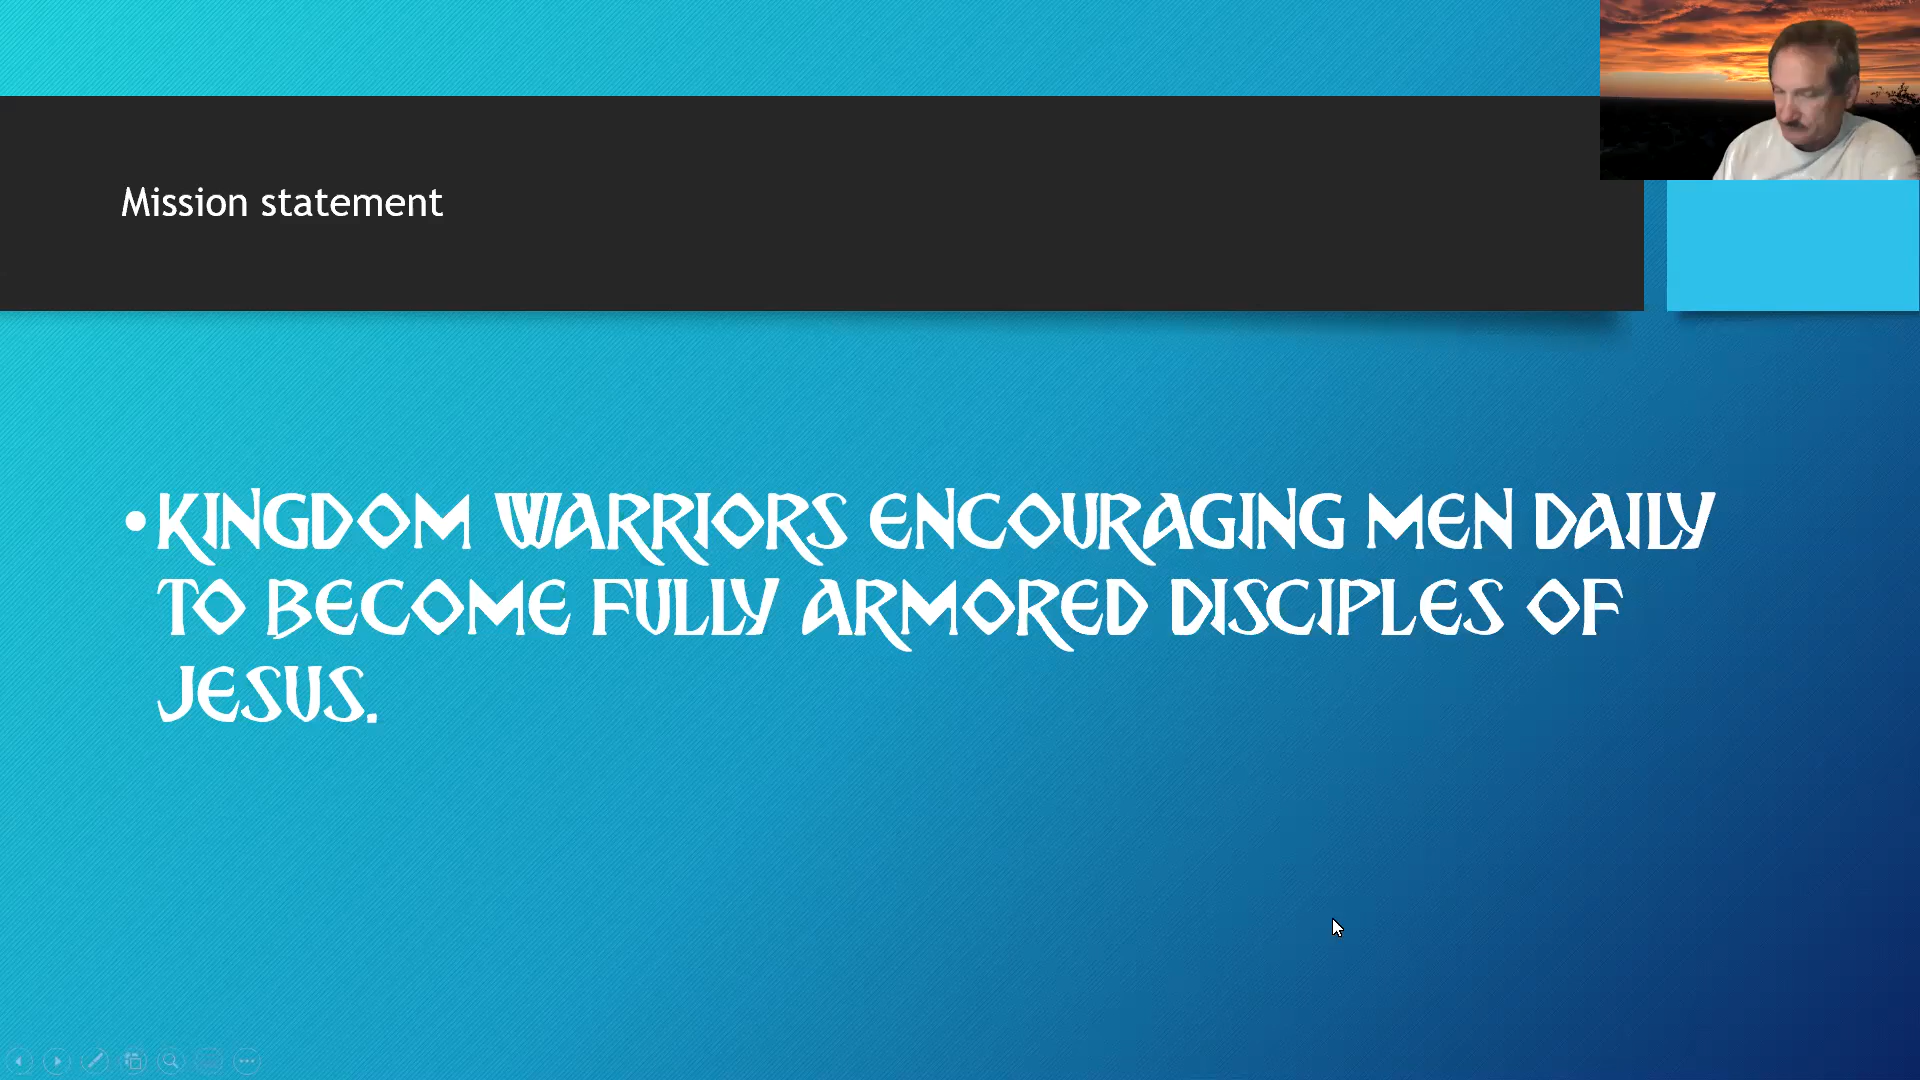 Mission statement
•KINGDOM WARRIORS ENCOURAGING MEN DAILY
TO BECOME FULLY ARMORED DISCIPLES OF
JESUS.